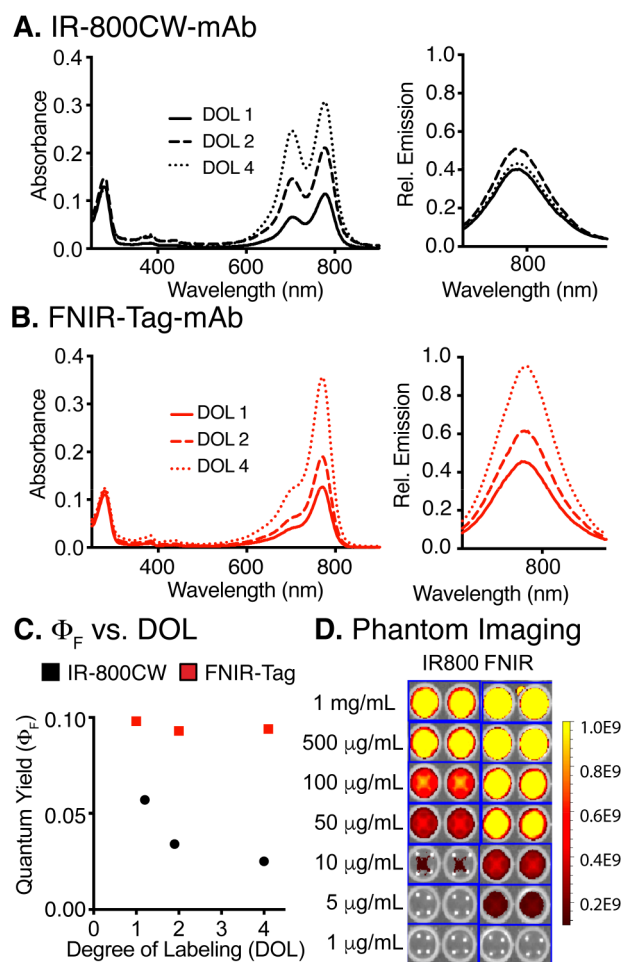 A. IR-800CW-mAb
Absorbance
0.4
0.3
0.2
0.1
0.0
DOL 1
DOL 2
DOL 4
400
600
800
Wavelength (nm)
Rel. Emission
1.0
0.8
0.6
0.4
0.2
0.0
800
Wavelength (nm)
B. FNIR-Tag-mAb
Absorbance
0.4
0.3
0.2
0.1
0.0
DOL 1
DOL 2
DOL 4
400
600
800
Wavelength (nm)
Rel. Emission
1.0
0.8
0.6
0.4
0.2
0.0
800
Wavelength (nm)
C. ΦF vs. DOL
IR-800CW
FNIR-Tag
Quantum Yield (ΦF)
0.10
0.05
0.00
0
1
2
3
4
Degree of Labeling (DOL)
D. Phantom Imaging
IR800 FNIR
1 mg/mL
500 μg/mL
100 μg/mL
50 μg/mL
10 μg/mL
5 μg/mL
1 μg/mL
1.0E9
0.8E9
0.6E9
0.4E9
0.2E9